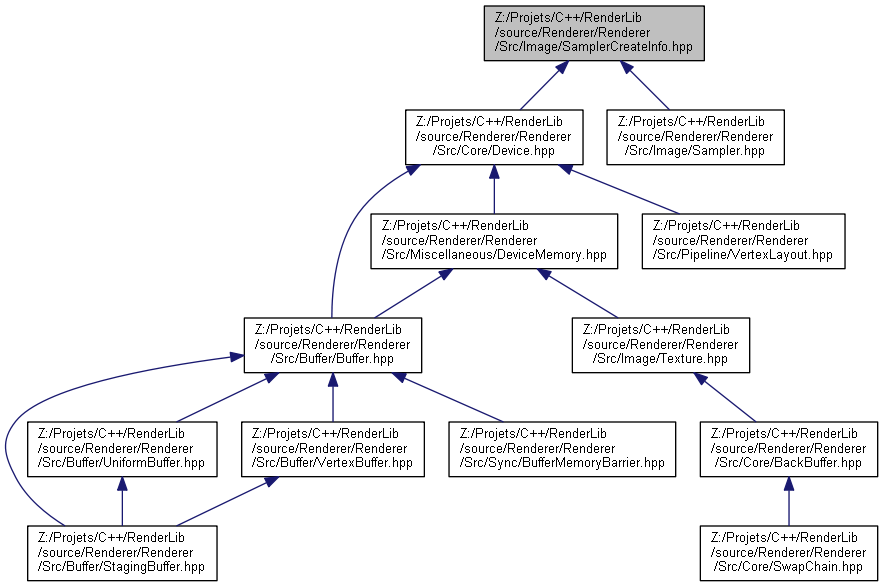 Z:/Projets/C++/RenderLib
/source/Renderer/Renderer
/Src/Image/SamplerCreateInfo.hpp
Z:/Projets/C++/RenderLib
/source/Renderer/Renderer
/Src/Core/Device.hpp
Z:/Projets/C++/RenderLib
/source/Renderer/Renderer
/Src/Image/Sampler.hpp
Z:/Projets/C++/RenderLib
/source/Renderer/Renderer
/Src/Miscellaneous/DeviceMemory.hpp
Z:/Projets/C++/RenderLib
/source/Renderer/Renderer
/Src/Pipeline/VertexLayout.hpp
Z:/Projets/C++/RenderLib
/source/Renderer/Renderer
/Src/Buffer/Buffer.hpp
Z:/Projets/C++/RenderLib
/source/Renderer/Renderer
/Src/Image/Texture.hpp
Z:/Projets/C++/RenderLib
/source/Renderer/Renderer
/Src/Buffer/UniformBuffer.hpp
Z:/Projets/C++/RenderLib
/source/Renderer/Renderer
/Src/Buffer/VertexBuffer.hpp
Z:/Projets/C++/RenderLib
/source/Renderer/Renderer
/Src/Sync/BufferMemoryBarrier.hpp
Z:/Projets/C++/RenderLib
/source/Renderer/Renderer
/Src/Core/BackBuffer.hpp
Z:/Projets/C++/RenderLib
/source/Renderer/Renderer
/Src/Buffer/StagingBuffer.hpp
Z:/Projets/C++/RenderLib
/source/Renderer/Renderer
/Src/Core/SwapChain.hpp